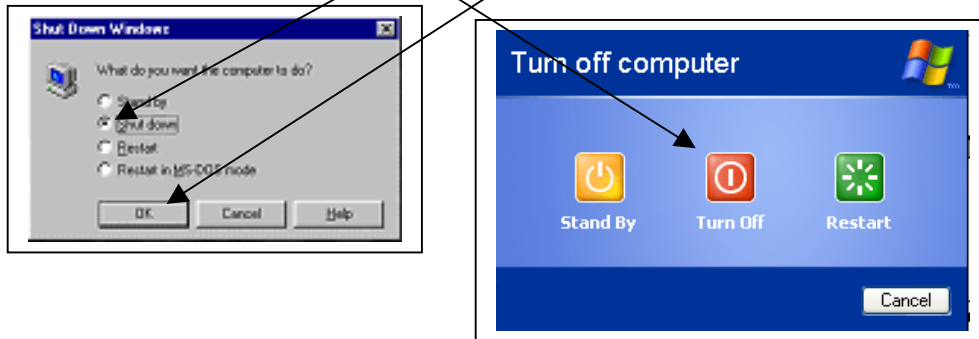 Shut Down Windows
What do you want the computer to do?
Stand by
Shut down
Restart
Restart in MS-DOS mode
OK
Cancel
Help
Turn off computer
TM
Stand By
Turn Off
Restart
Cancel